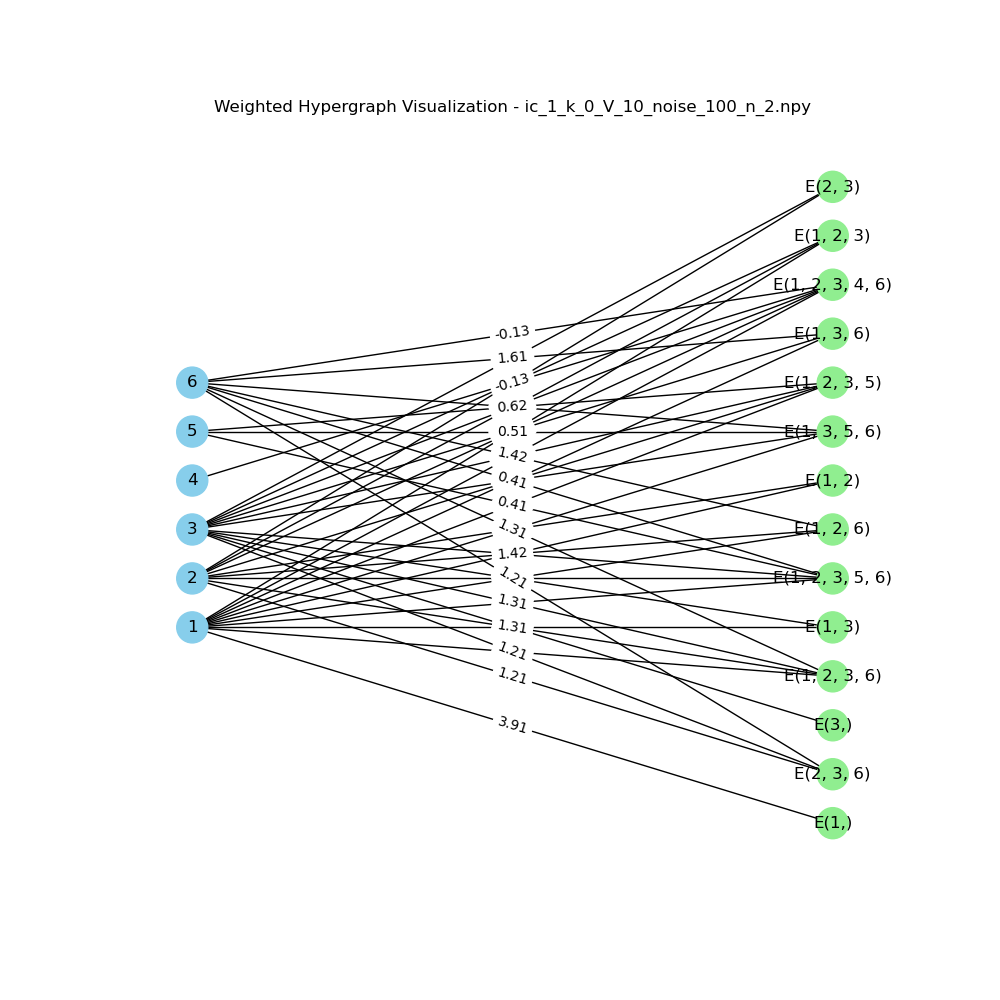 Weighted Hypergraph Visualization - ic_1_k_0_V_10_noise_100_n_2.npy
E(2, 3)
E(1, 2, 3)
E(1, 2, 3, 4, 6)
-0.13
E(1, 3, 6)
1.61
6
-0.13
E(1, 2, 3, 5)
0.62
5
0.51
E(1, 3, 5, 6)
1.42
4
0.41
E(1, 2)
0.41
3
1.31
E(1, 2, 6)
1.42
2
1.21
E(1, 2, 3, 5, 6)
1.31
1
1.31
E(1, 3)
1.21
1.21
E(1, 2, 3, 6)
3.91
E(3,)
E(2, 3, 6)
E(1,)